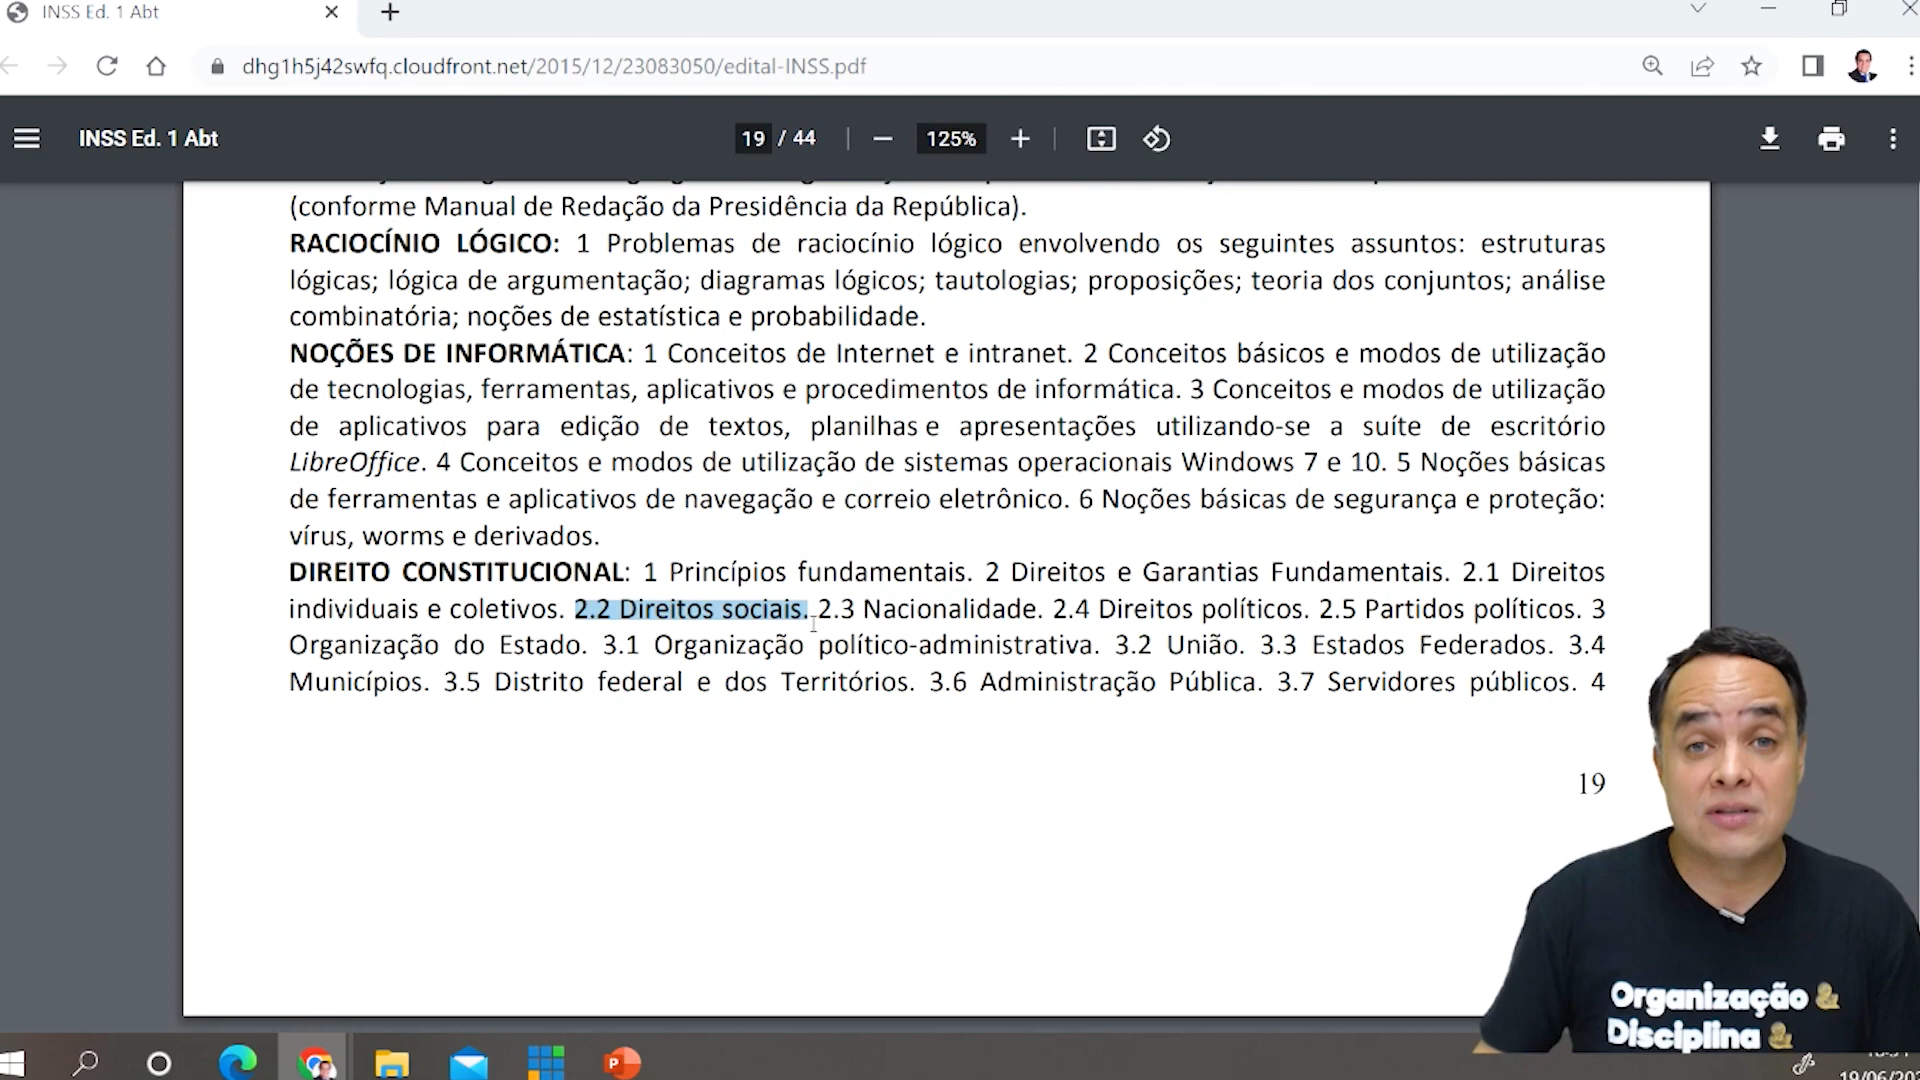 INSS Ed. 1 Abt
dhg1h5j42swfq.cloudfront.net/2015/12/23083050/edital-INSS.pdf
INSS Ed. 1 Abt
19 / 44
125%
(conforme Manual de Redação da Presidência da República).
RACIOCÍNIO LÓGICO: 1 Problemas de raciocínio lógico envolvendo os seguintes assuntos: estruturas
lógicas; lógica de argumentação; diagramas lógicos; tautologias; proposições; teoria dos conjuntos; análise
combinatória; noções de estatística e probabilidade.
NOÇÕES DE INFORMÁTICA: 1 Conceitos de Internet e intranet. 2 Conceitos básicos e modos de utilização
de tecnologias, ferramentas, aplicativos e procedimentos de informática. 3 Conceitos e modos de utilização
de aplicativos para edição de textos, planilhas e apresentações utilizando-se a suíte de escritório
LibreOffice. 4 Conceitos e modos de utilização de sistemas operacionais Windows 7 e 10. 5 Noções básicas
de ferramentas e aplicativos de navegação e correio eletrônico. 6 Noções básicas de segurança e proteção:
vírus, worms e derivados.
DIREITO CONSTITUCIONAL: 1 Princípios fundamentais. 2 Direitos e Garantias Fundamentais. 2.1 Direitos
individuais e coletivos. 2.2 Direitos sociais. 2.3 Nacionalidade. 2.4 Direitos políticos. 2.5 Partidos políticos. 3
Organização do Estado. 3.1 Organização político-administrativa. 3.2 União. 3.3 Estados Federados. 3.4
Municípios. 3.5 Distrito federal e dos Territórios. 3.6 Administração Pública. 3.7 Servidores públicos. 4
19
Organização
Disciplina